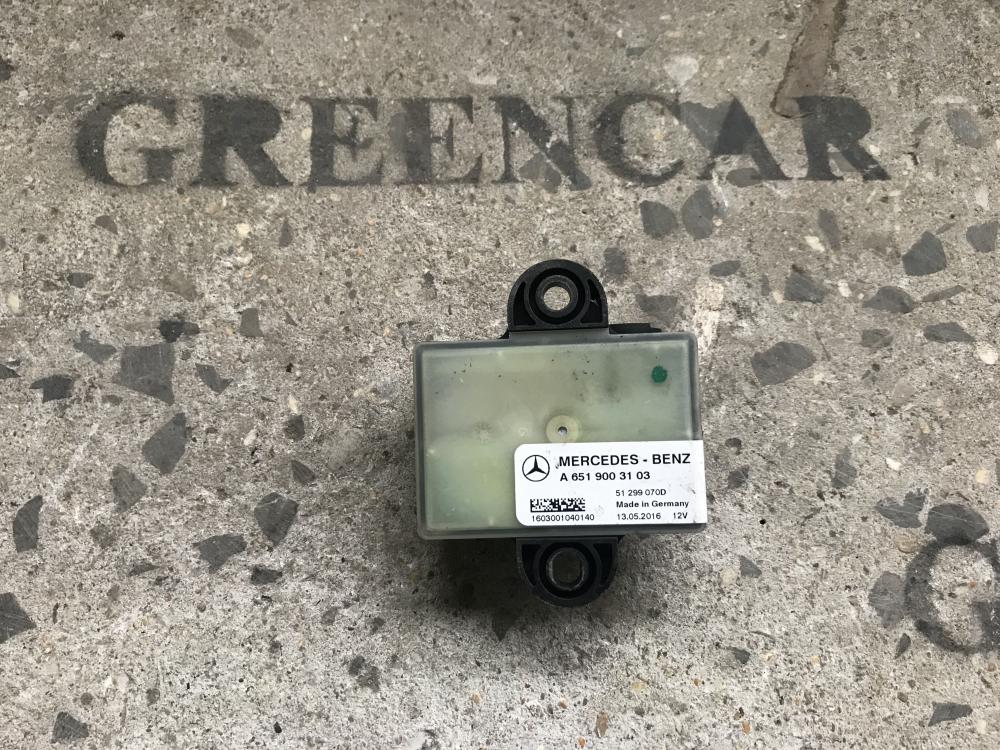 GREENCAR
MERCEDES - BENZ
A 651 900 31 03
51 299 070D
Made in Germany
1603001040140 13.05.2016 12V
G